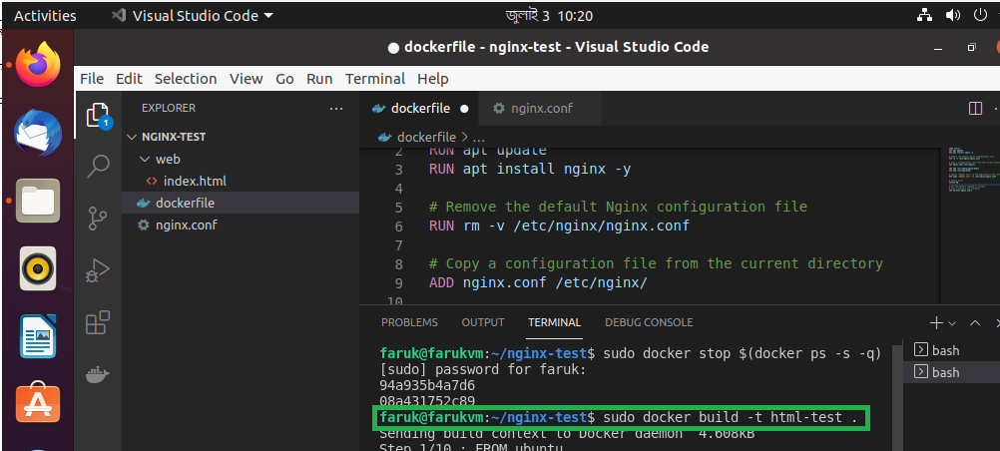 Activities
Visual Studio Code
জুলাই 3 10:20
● dockerfile - nginx-test - Visual Studio Code
File Edit Selection View Go Run Terminal Help
EXPLORER
NGINX-TEST
web
index.html
dockerfile
nginx.conf
1
dockerfile
nginx.conf
dockerfile > ...
2 RUN apt update
3 RUN apt install nginx -y
4
5 # Remove the default Nginx configuration file
6 RUN rm -v /etc/nginx/nginx.conf
7
8 # Copy a configuration file from the current directory
9 ADD nginx.conf /etc/nginx/
10
PROBLEMS OUTPUT TERMINAL DEBUG CONSOLE
faruk@farukvm:~/nginx-test$ sudo docker stop $(docker ps -s -q)
[sudo] password for faruk:
94a935b4a7d6
08a431752c89
faruk@farukvm:~/nginx-test$ sudo docker build -t html-test .
Sending build context to Docker daemon 4.608kB
Step 1/10 : FROM ubuntu
bash
bash